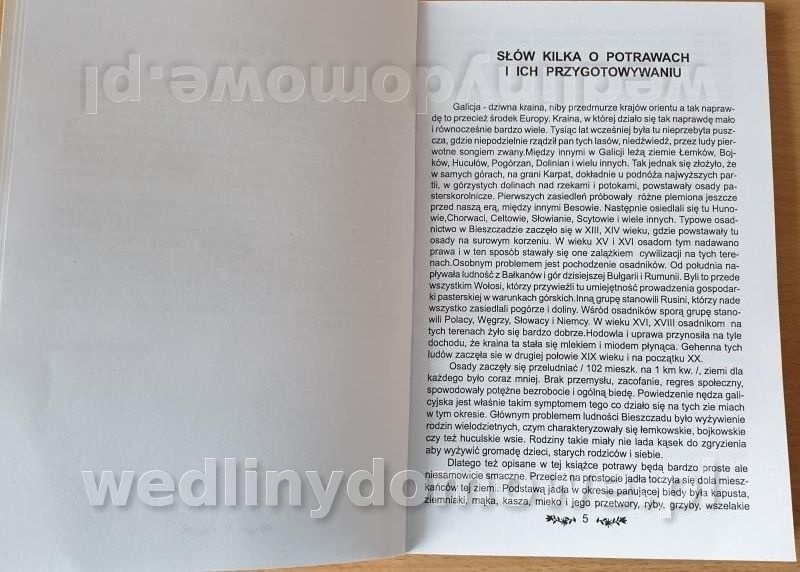 SŁÓW KILKA O POTRAWACH
I ICH PRZYGOTOWYWANIU
wedlinydomowe.pl
Galicja - dziwna kraina, niby przedmurze krajów orientu a tak napraw-
dę to przecież środek Europy. Kraina, w której działo się tak naprawdę mało
i równocześnie bardzo wiele. Tysiąc lat wcześniej była tu nieprzebyta pusz-
cza, gdzie niepodzielnie rządził pan tych lasów, niedźwiedź, przez ludy pier-
wotne songiem zwany.Między innymi w Galicji leżą ziemie Łemków, Boj-
ków, Hucułów, Pogórzan, Dolinian i wielu innych. Tak jednak się złożyło, że
w samych górach, na grani Karpat, dokładnie u podnóża najwyższych par-
tii, w górzystych dolinach nad rzekami i potokami, powstawały osady pa-
sterskorolnicze. Pierwszych zasiedleń próbowały różne plemiona jeszcze
przed naszą erą, między innymi Besowie. Następnie osiedlali się tu Huno-
wie,Chorwaci, Celtowie, Słowianie, Scytowie i wiele innych. Typowe osad-
nictwo w Bieszczadzie zaczęło się w XIII, XIV wieku, gdzie powstawały tu
osady na surowym korzeniu. W wieku XV i XVI osadom tym nadawano
prawa i w ten sposób stawały się one zalążkiem cywilizacji na tych tere-
nach.Osobnym problemem jest pochodzenie osadników. Od południa na-
pływała ludność z Bałkanów i gór dzisiejszej Bułgarii i Rumunii. Byli to przede
wszystkim Wołosi, którzy przywieźli tu umiejętność prowadzenia gospodar-
ki pasterskiej w warunkach górskich.Inną grupę stanowili Rusini, którzy nade
wszystko zasiedlali pogórze i doliny. Wśród osadników sporą grupę stano-
wili Polacy, Węgrzy, Słowacy i Niemcy. W wieku XVI, XVIII osadnikom na
tych terenach żyło się bardzo dobrze.Hodowla i uprawa przynosiła na tyle
dochodu, że kraina ta stała się mlekiem i miodem płynąca. Gehenna tych
ludów zaczęła sie w drugiej połowie XIX wieku i na początku XX.
Osady zaczęły się przeludniać / 102 mieszk. na 1 km kw. /, ziemi dla
każdego było coraz mniej. Brak przemysłu, zacofanie, regres społeczny,
spowodowały potężne bezrobocie i ogólną biedę. Powiedzenie nędza gali-
cyjska jest właśnie takim symptomem tego co działo się na tych zie miach
w tym okresie. Głównym problemem ludności Bieszczadu było wyżywienie
rodzin wielodzietnych, czym charakteryzowały się łemkowskie, bojkowskie
czy też huculskie wsie. Rodziny takie miały nie lada kąsek do zgryzienia
aby wyżywić gromadę dzieci, starych rodziców i siebie.
Dlatego też opisane w tej książce potrawy będą bardzo proste ale
niesamowicie smaczne. Przecież na prostocie jadła toczyła się dola miesz-
kańców tej ziemi. Podstawą jadła w okresie panującej biedy była kapusta,
ziemniaki, mąka, kasza, mleko i jego przetwory, ryby, grzyby, wszelakie
wedlinydomowe.pl
5